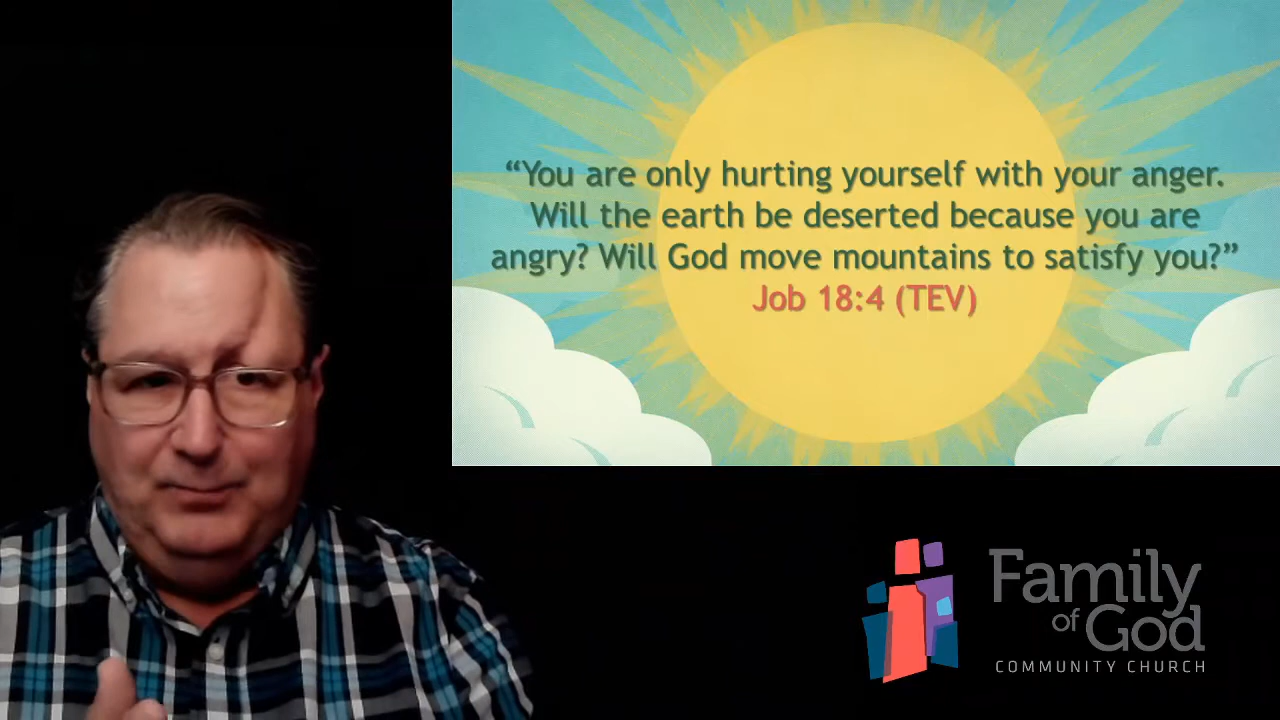 “You are only hurting yourself with your anger.
Will the earth be deserted because you are
angry? Will God move mountains to satisfy you?”
Job 18:4 (TEV)
Family
of God
COMMUNITY CHURCH